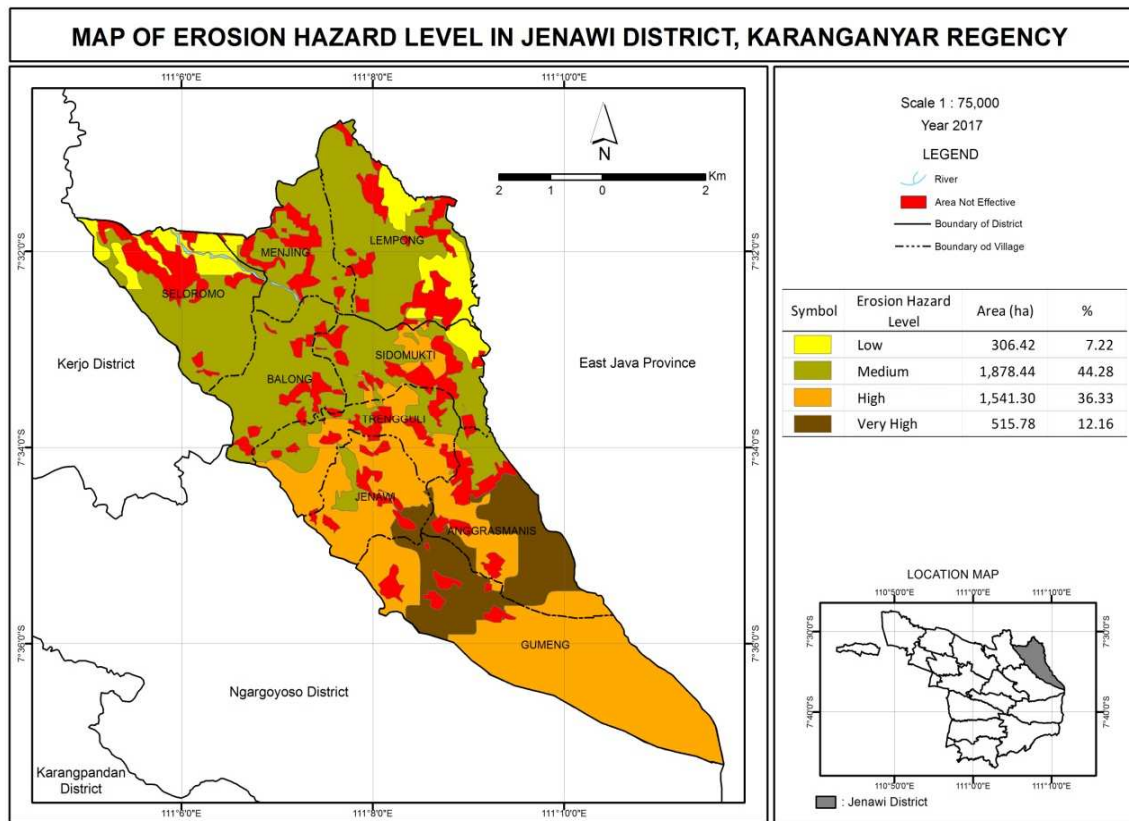 MAP OF EROSION HAZARD LEVEL IN JENAWI DISTRICT, KARANGANYAR REGENCY
111°6'0"E 111°8'0"E 111°10'0"E
N
2 1 0 2 Km
7°32'0"S
7°34'0"S
7°36'0"S
7°32'0"S
7°34'0"S
7°36'0"S
LEMPONG
MENJING
SELOROMO
SIDOMUKTI
BALONG
TRENGGULI
JENAWI
ANGGRASMANIS
GUMENG
Kerjo District
East Java Province
Ngargoyoso District
Karangpandan
District
111°6'0"E 111°8'0"E 111°10'0"E
Scale 1 : 75,000
Year 2017
LEGEND
River
Area Not Effective
Boundary of District
Boundary od Village
Symbol Erosion Hazard Level Area (ha) %
Low 306.42 7.22
Medium 1,878.44 44.28
High 1,541.30 36.33
Very High 515.78 12.16
LOCATION MAP
110°50'0"E 111°0'0"E 111°10'0"E
7°30'0"S 7°30'0"S
7°40'0"S 7°40'0"S
110°50'0"E 111°0'0"E 111°10'0"E
: Jenawi District